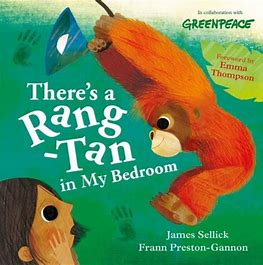 In collaboration with
GREENPEACE
Foreword by
Emma
Thompson
There's a
Rang
-Tan
in My Bedroom
James Sellick
Frann Preston-Gannon